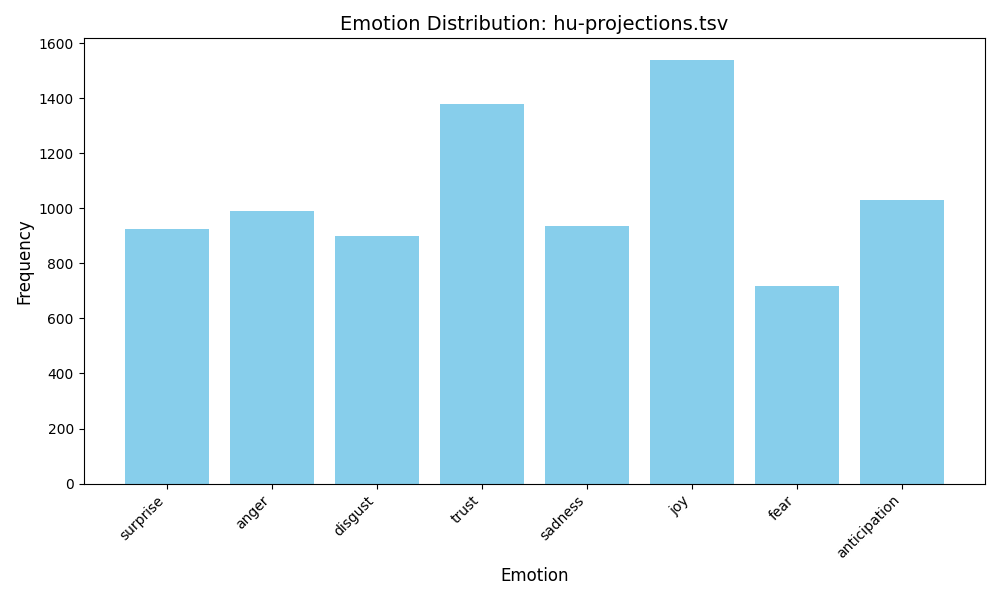 Emotion Distribution: hu-projections.tsv
Frequency
1600
1400
1200
1000
800
600
400
200
0
surprise
anger
disgust
trust
sadness
joy
fear
anticipation
Emotion